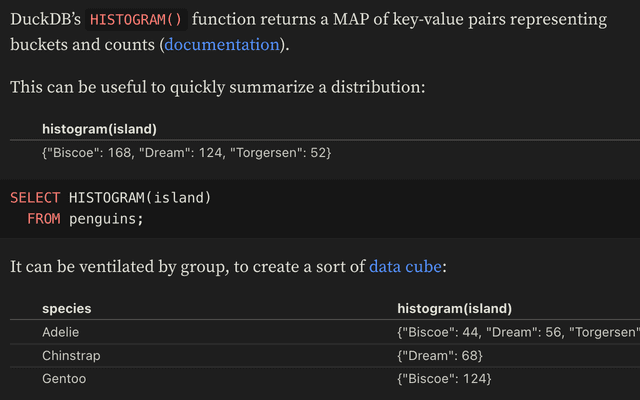 DuckDB’s HISTOGRAM() function returns a MAP of key-value pairs representing
buckets and counts (documentation).
This can be useful to quickly summarize a distribution:
histogram(island)
{"Biscoe": 168, "Dream": 124, "Torgersen": 52}
SELECT HISTOGRAM(island)
FROM penguins;
It can be ventilated by group, to create a sort of data cube:
species histogram(island)
Adelie {"Biscoe": 44, "Dream": 56, "Torgersen"
Chinstrap {"Dream": 68}
Gentoo {"Biscoe": 124}